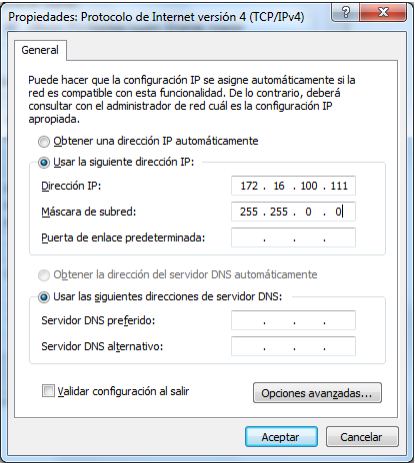 Propiedades: Protocolo de Internet versión 4 (TCP/IPv4)
General
Puede hacer que la configuración IP se asigne automáticamente si la
red es compatible con esta funcionalidad. De lo contrario, deberá
consultar con el administrador de red cuál es la configuración IP
apropiada.
Obtener una dirección IP automáticamente
Usar la siguiente dirección IP:
Dirección IP: 172 . 16 . 100 . 111
Máscara de subred: 255 . 255 . 0 . 0
Puerta de enlace predeterminada: . . .
Obtener la dirección del servidor DNS automáticamente
Usar las siguientes direcciones de servidor DNS:
Servidor DNS preferido: . . .
Servidor DNS alternativo: . . .
Validar configuración al salir
Opciones avanzadas...
Aceptar Cancelar